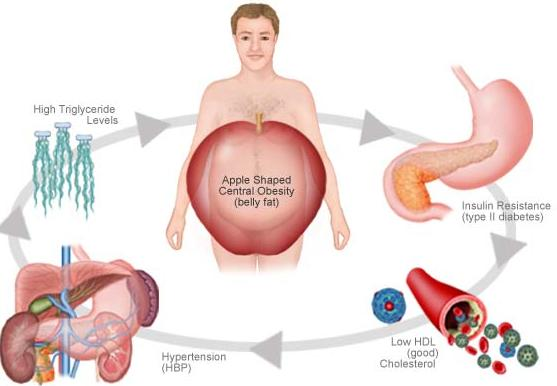 High Triglyceride
Levels
Apple Shaped
Central Obesity
(belly fat)
Insulin Resistance
(type II diabetes)
Low HDL
(good)
Cholesterol
Hypertension
(HBP)